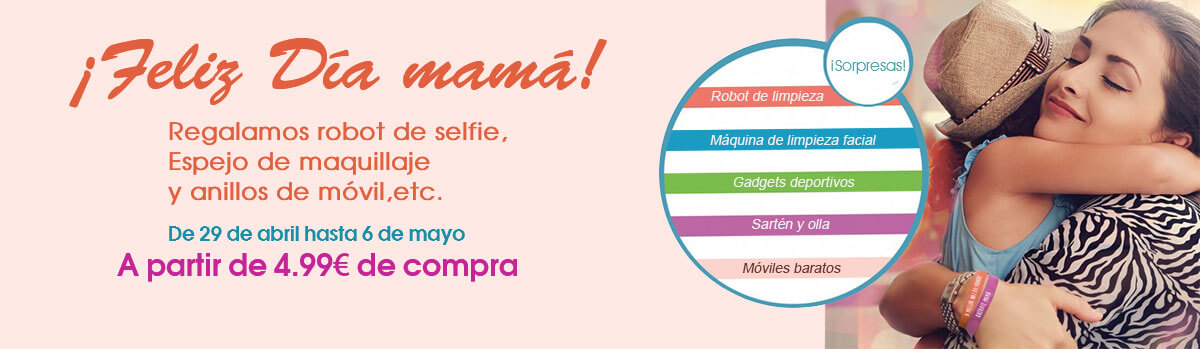 ¡Feliz Día mamá!
Regalamos robot de selfie,
Espejo de maquillaje
y anillos de móvil,etc.
De 29 de abril hasta 6 de mayo
A partir de 4.99€ de compra
¡Sorpresas!
Robot de limpieza
Máquina de limpieza facial
Gadgets deportivos
Sartén y olla
Móviles baratos